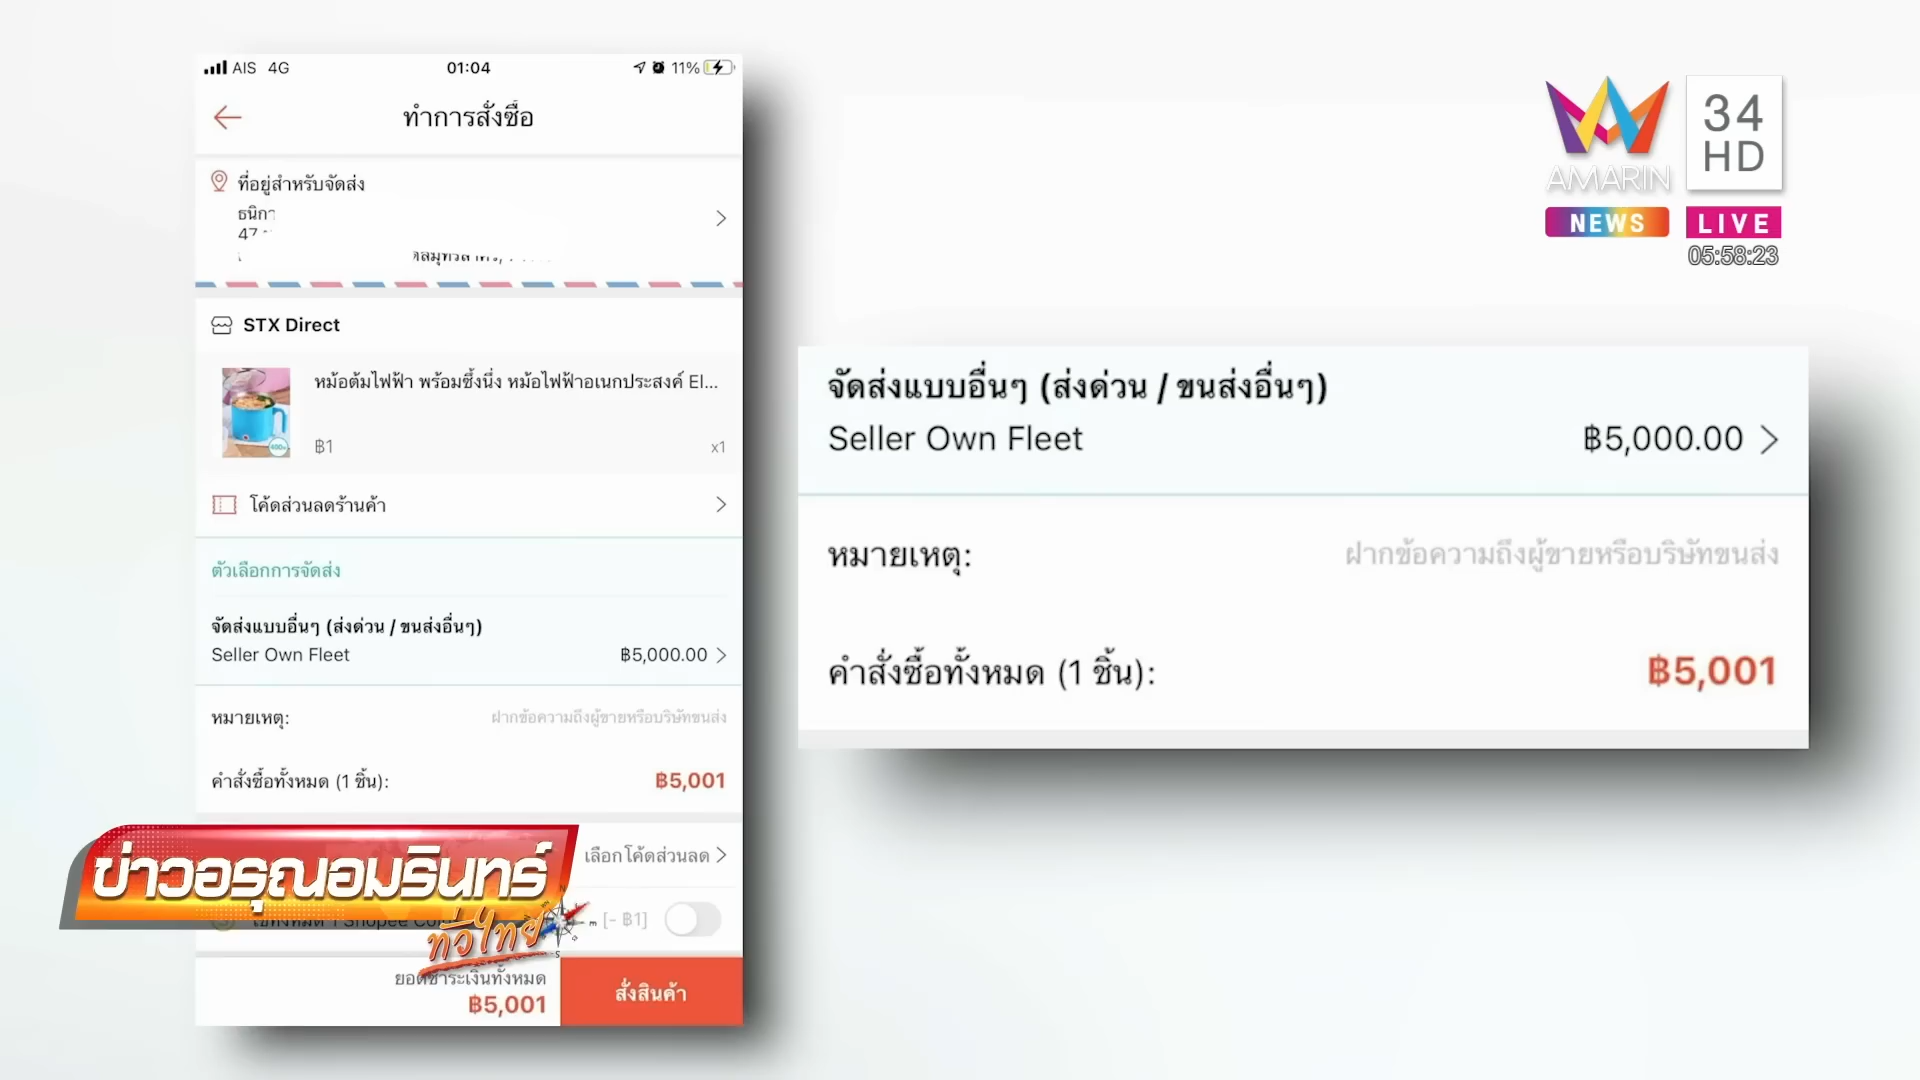 AIS 4G
01:04
11%
ทำการสั่งซื้อ
ที่อยู่สำหรับจัดส่ง
ธนิกา
47
STX Direct
หม้อต้มไฟฟ้า พร้อมซึ้งนึ่ง หม้อไฟฟ้าอเนกประสงค์ El...
฿1
x1
โค้ดส่วนลดร้านค้า
ตัวเลือกการจัดส่ง
จัดส่งแบบอื่นๆ (ส่งด่วน / ขนส่งอื่นๆ)
Seller Own Fleet
฿5,000.00
หมายเหตุ:
ฝากข้อความถึงผู้ขายหรือบริษัทขนส่ง
คำสั่งซื้อทั้งหมด (1 ชิ้น):
฿5,001
เลือกโค้ดส่วนลด
[- ฿1]
ยอดชำระเงินทั้งหมด
฿5,001
สั่งสินค้า
ข่าวอรุณอมรินทร์
ทั่วไทย
จัดส่งแบบอื่นๆ (ส่งด่วน / ขนส่งอื่นๆ)
Seller Own Fleet
฿5,000.00
หมายเหตุ:
ฝากข้อความถึงผู้ขายหรือบริษัทขนส่ง
คำสั่งซื้อทั้งหมด (1 ชิ้น):
฿5,001
AMARIN
34
HD
NEWS
LIVE
05:58:23